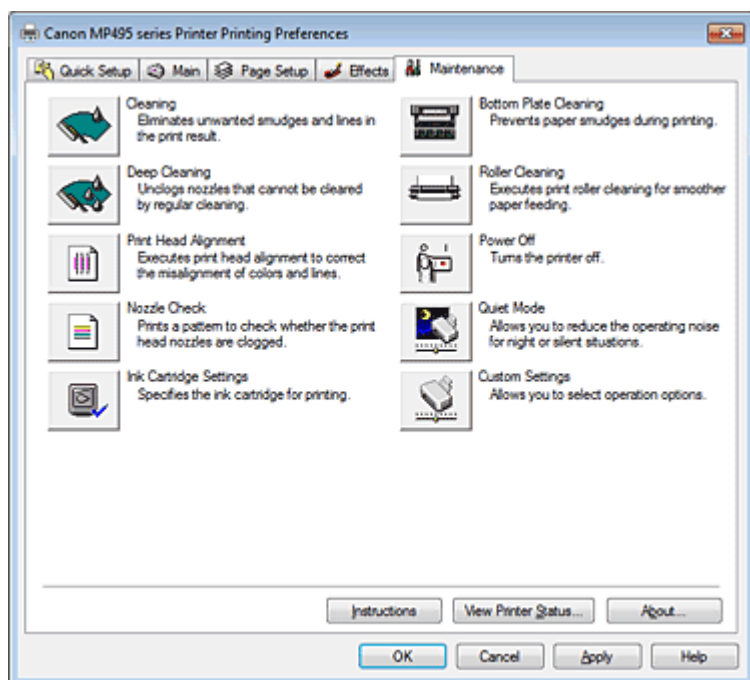 Canon MP495 series Printer Printing Preferences
Quick Setup Main Page Setup Effects Maintenance
Cleaning
Eliminates unwanted smudges and lines in
the print result.
Deep Cleaning
Unclogs nozzles that cannot be cleared
by regular cleaning.
Print Head Alignment
Executes print head alignment to correct
the misalignment of colors and lines.
Nozzle Check
Prints a pattern to check whether the print
head nozzles are clogged.
Ink Cartridge Settings
Specifies the ink cartridge for printing.
Bottom Plate Cleaning
Prevents paper smudges during printing.
Roller Cleaning
Executes print roller cleaning for smoother
paper feeding.
Power Off
Turns the printer off.
Quiet Mode
Allows you to reduce the operating noise
for night or silent situations.
Custom Settings
Allows you to select operation options.
Instructions View Printer Status... About...
OK Cancel Apply Help